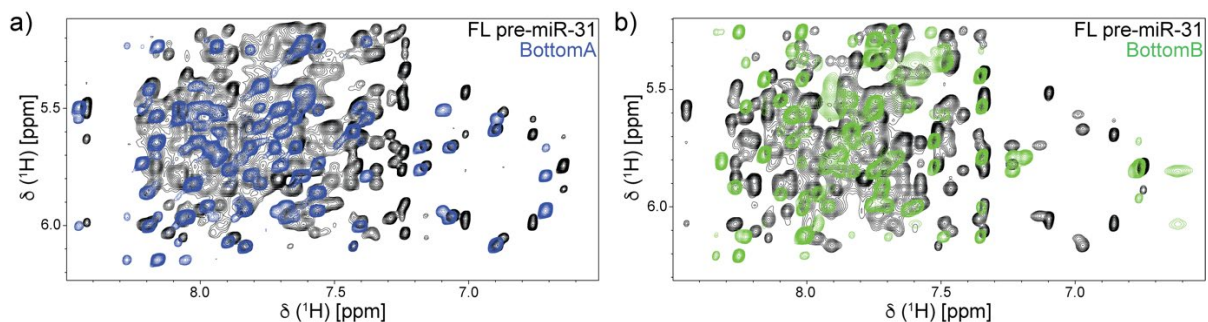 a)
FL pre-miR-31
BottomA
5.5
6.0
δ (¹H) [ppm]
8.0
7.5
7.0
δ (¹H) [ppm]
b)
FL pre-miR-31
BottomB
5.5
6.0
δ (¹H) [ppm]
8.0
7.5
7.0
δ (¹H) [ppm]